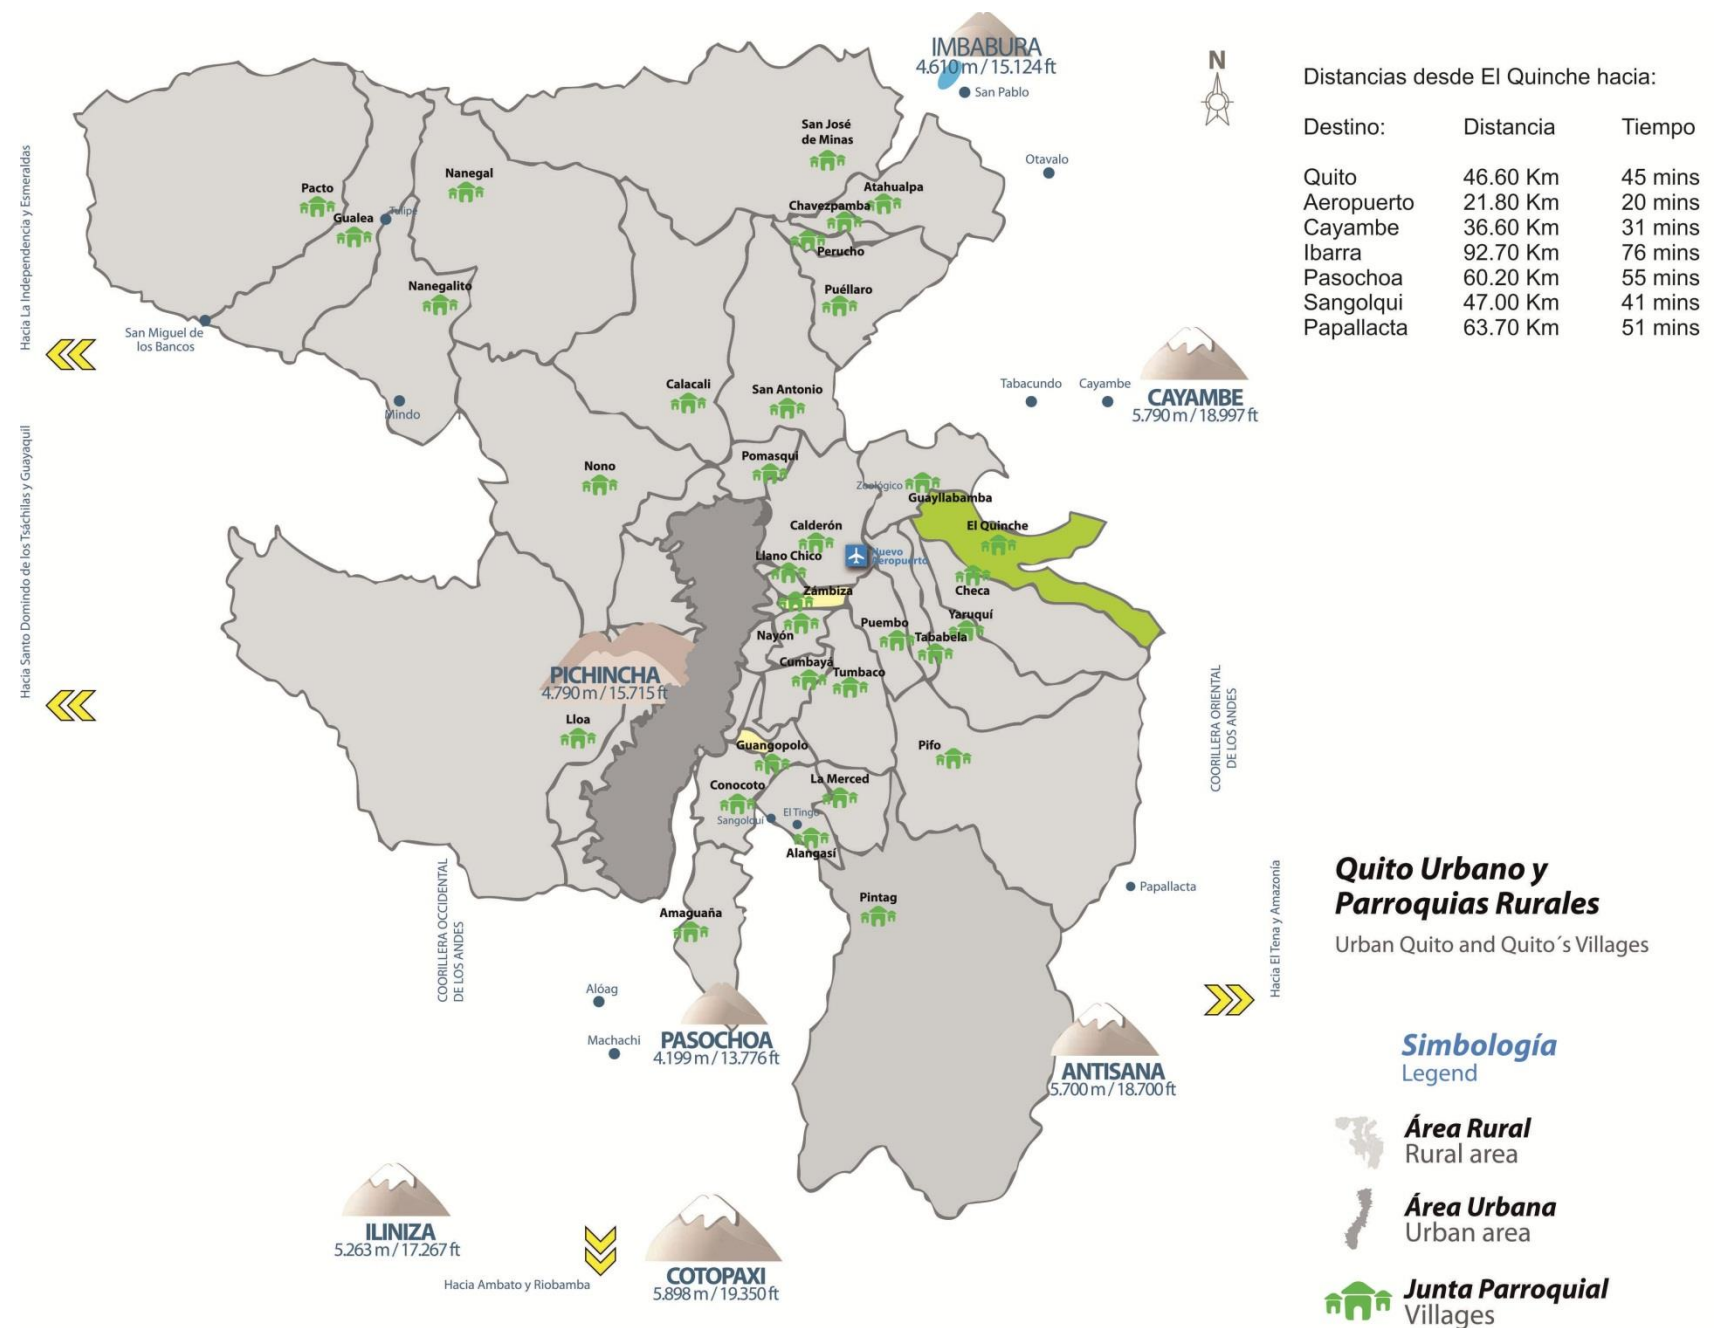 IMBABURA
4.610 m / 15.124 ft
San Pablo
N
Distancias desde El Quinche hacia:
Destino: Distancia Tiempo
Quito 46.60 Km 45 mins
Aeropuerto 21.80 Km 20 mins
Cayambe 36.60 Km 31 mins
Ibarra 92.70 Km 76 mins
Pasochoa 60.20 Km 55 mins
Sangolqui 47.00 Km 41 mins
Papallacta 63.70 Km 51 mins
San José
de Minas
Otavalo
Nanegal
Pacto
Atahualpa
Chavezpamba
Gualea
Tulipe
Perucho
Nanegalito
Puéllaro
Hacia La Independencia y Esmeraldas
San Miguel de
los Bancos
Calacali
San Antonio
Tabacundo
Cayambe
CAYAMBE
5.790 m / 18.997 ft
Mindo
Hacia Santo Domindo de los Tsáchilas y Guayaquil
Nono
Pomasqui
Zoológico
Guayllabamba
Calderón
El Quinche
Llano Chico
Nuevo
Aeropuerto
Zámbiza
Checa
Nayón
Puembo
Yaruquí
Tababela
Cumbayá
Tumbaco
PICHINCHA
4.790 m / 15.715 ft
Lloa
Guangopolo
Pifo
COORILLERA ORIENTAL
DE LOS ANDES
Conocoto
La Merced
Sangolquí
El Tingo
Alangasí
COORILLERA OCCIDENTAL
DE LOS ANDES
Papallacta
Pintag
Amaguaña
Hacia El Tena y Amazonía
Quito Urbano y
Parroquias Rurales
Urban Quito and Quito´s Villages
Alóag
Machachi
PASOCHOA
4.199 m / 13.776 ft
ANTISANA
5.700 m / 18.700 ft
Simbología
Legend
Área Rural
Rural area
Área Urbana
Urban area
Junta Parroquial
Villages
ILINIZA
5.263 m / 17.267 ft
Hacia Ambato y Riobamba
COTOPAXI
5.898 m / 19.350 ft